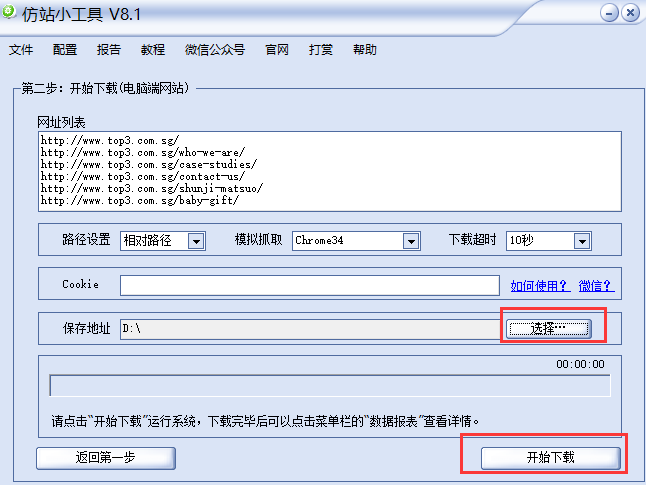 仿站小工具 V8.1
文件 配置 报告 教程 微信公众号 官网 打赏 帮助
第二步：开始下载(电脑端网站)
网址列表
http://www.top3.com.sg/
http://www.top3.com.sg/who-we-are/
http://www.top3.com.sg/case-studies/
http://www.top3.com.sg/contact-us/
http://www.top3.com.sg/shunji-matsuo/
http://www.top3.com.sg/baby-gift/
路径设置 相对路径 模拟抓取 Chrome34 下载超时 10秒
Cookie 如何使用？ 微信？
保存地址 D:\ 选择…
00:00:00
请点击“开始下载”运行系统，下载完毕后可以点击菜单栏的“数据报表”查看详情。
返回第一步 开始下载